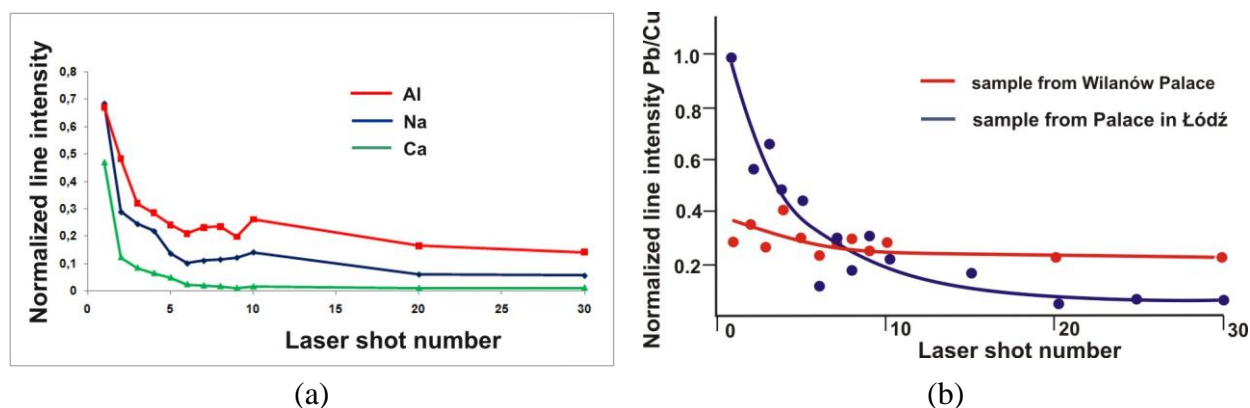 Normalized line intensity
0,8
0,7
0,6
0,5
0,4
0,3
0,2
0,1
0
0 5 10 15 20 25 30
Laser shot number
Al
Na
Ca
(a)
Normalized line intensity Pb/Cu
1.0
0.8
0.6
0.4
0.2
0 10 20 30
Laser shot number
sample from Wilanów Palace
sample from Palace in Łódź
(b)